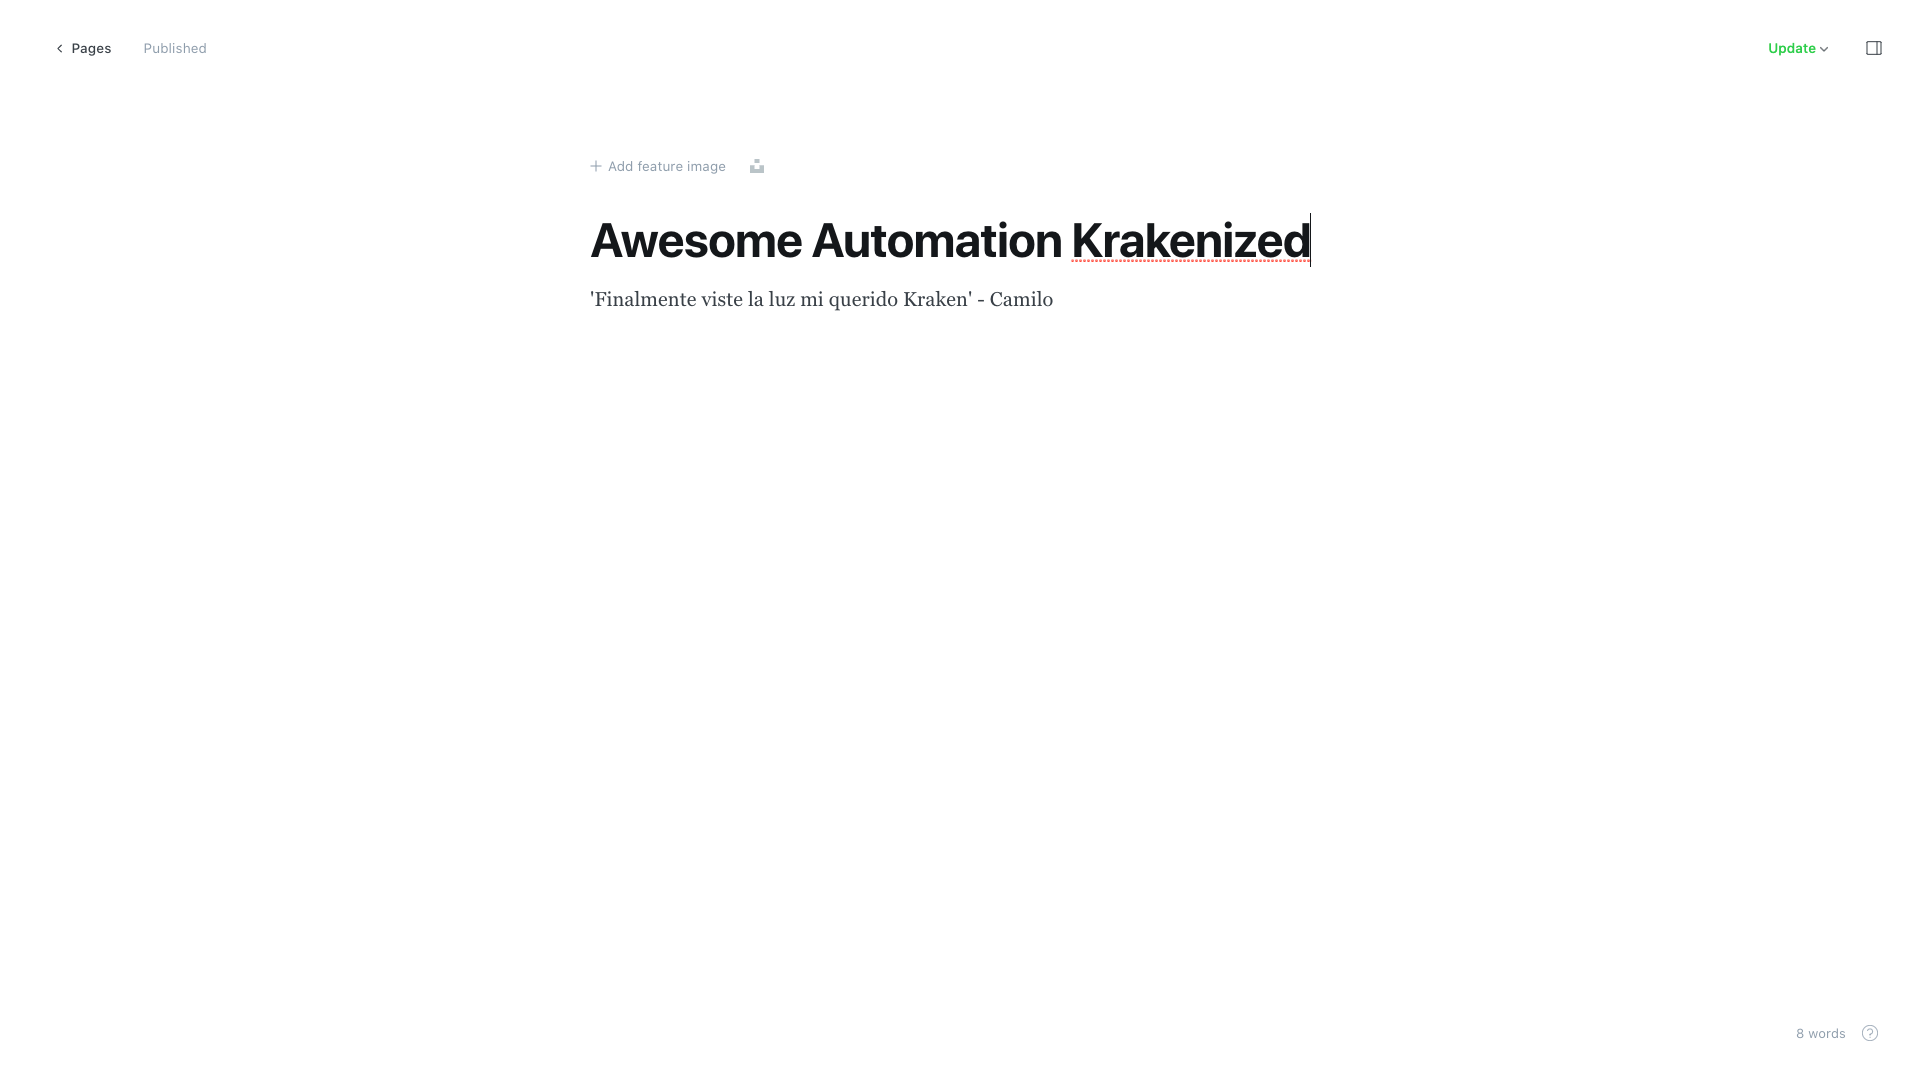 Pages
Published
Update
Add feature image
Awesome Automation Krakenized
'Finalmente viste la luz mi querido Kraken' - Camilo
8 words